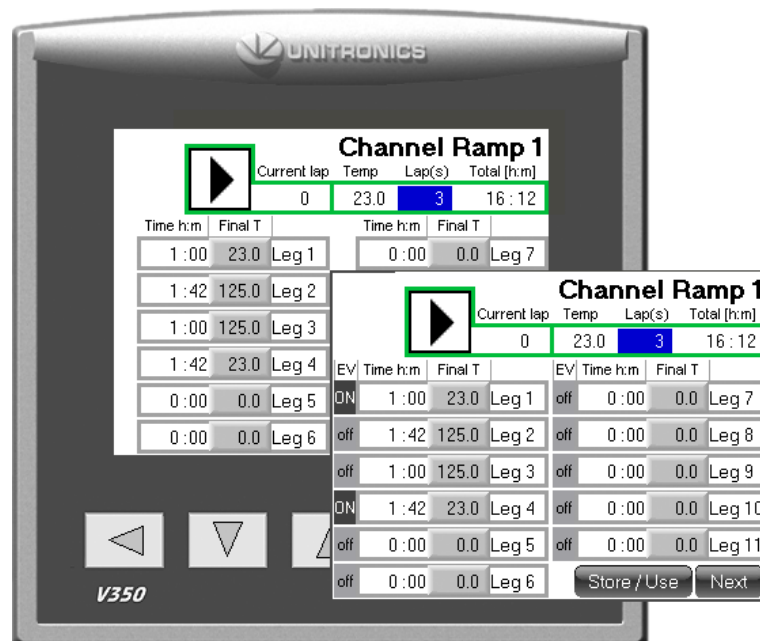 UNITRONICS
Channel Ramp 1
Current lap Temp Lap(s) Total [h:m]
0 23.0 3 16:12
Time h:m Final T Time h:m Final T
1:00 23.0 Leg 1 0:00 0.0 Leg 7
1:42 125.0 Leg 2
1:00 125.0 Leg 3
1:42 23.0 Leg 4
0:00 0.0 Leg 5
0:00 0.0 Leg 6
Channel Ramp 1
Current lap Temp Lap(s) Total [h:m]
0 23.0 3 16:12
EV Time h:m Final T EV Time h:m Final T
ON 1:00 23.0 Leg 1 off 0:00 0.0 Leg 7
off 1:42 125.0 Leg 2 off 0:00 0.0 Leg 8
off 1:00 125.0 Leg 3 off 0:00 0.0 Leg 9
ON 1:42 23.0 Leg 4 off 0:00 0.0 Leg 10
off 0:00 0.0 Leg 5 off 0:00 0.0 Leg 11
off 0:00 0.0 Leg 6 Store / Use Next
V350